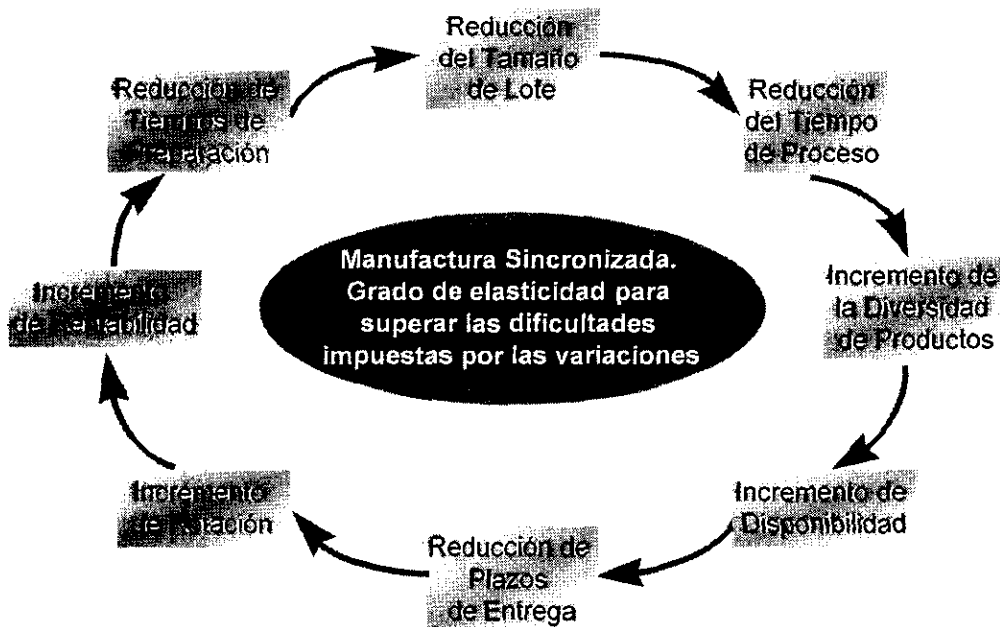 Reducción
del Tamaño
de Lote
Reducción
del Tiempo
de Proceso
Incremento de
la Diversidad
de Productos
Incremento de
Disponibilidad
Reducción de
Plazos
de Entrega
Incremento
de Rotación
Incremento
de Rentabilidad
Reducción de
Tiempos de
Preparación
Manufactura Sincronizada.
Grado de elasticidad para
superar las dificultades
impuestas por las variaciones